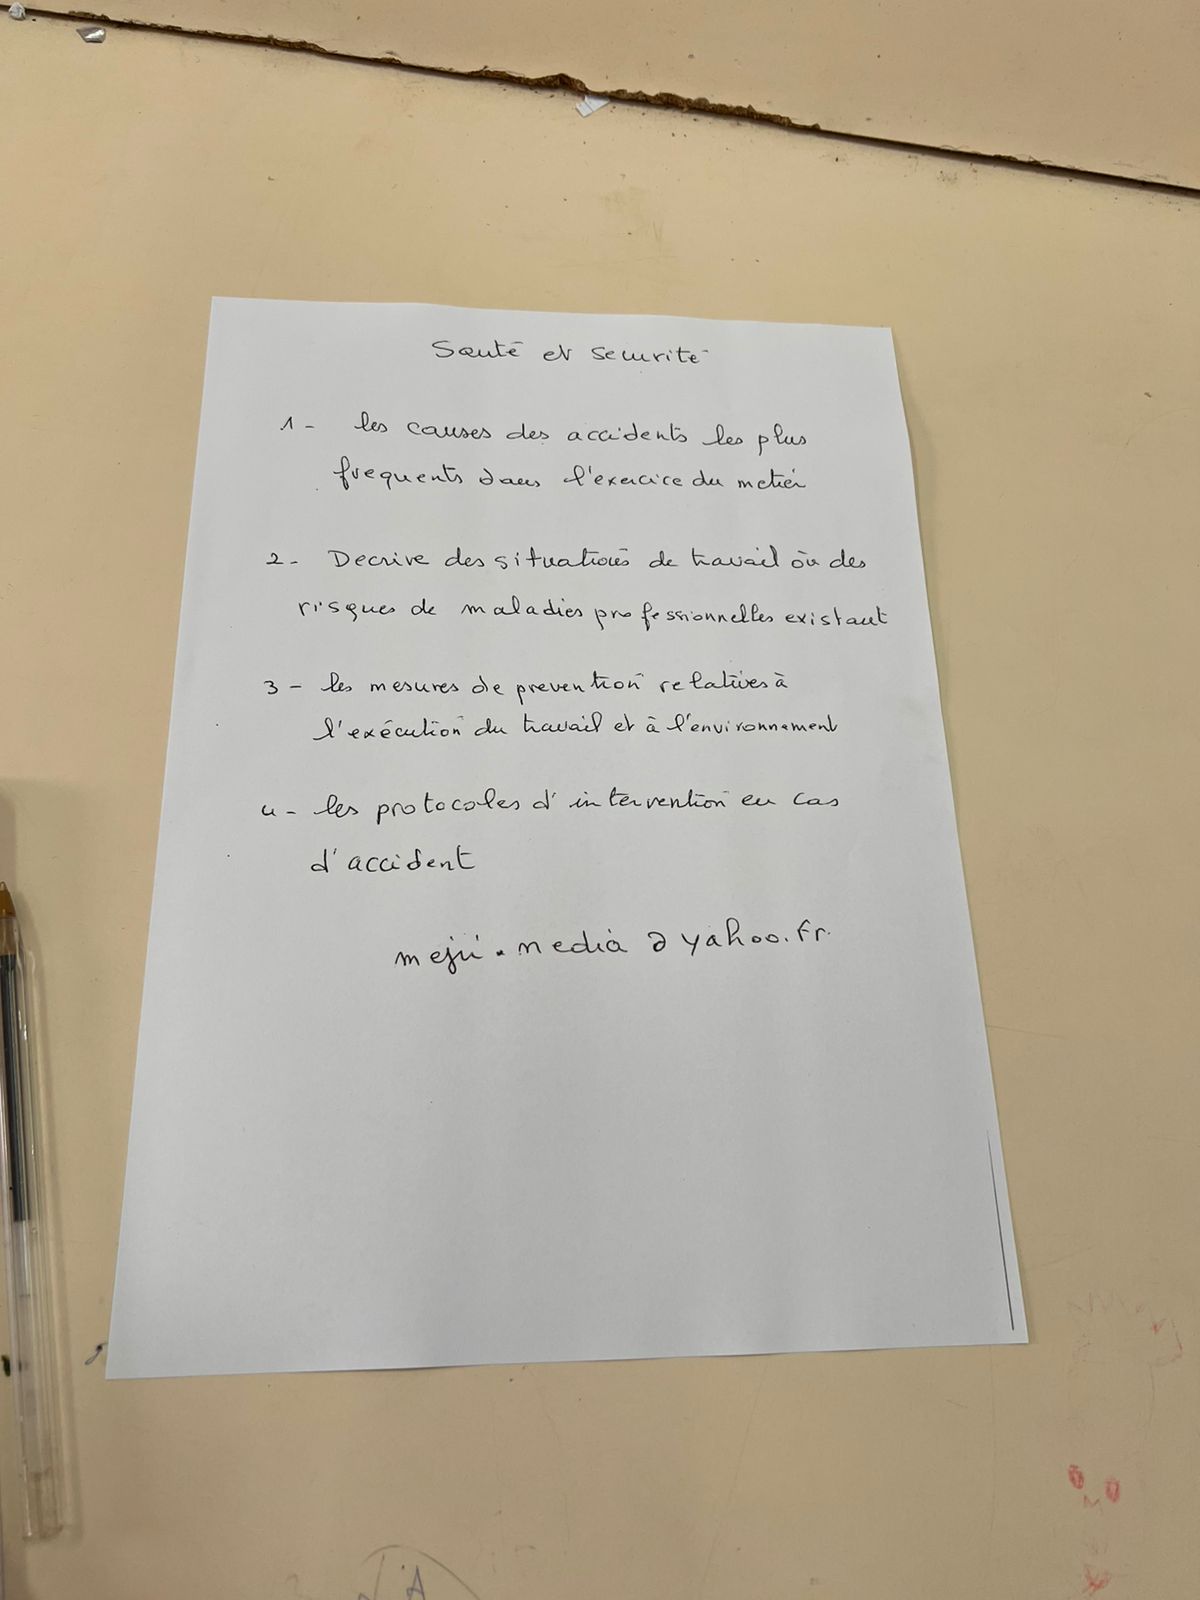 Santé et securité
1- les causes des accidents les plus
frequents dans l'exercice du metier
2- Decrire des situations de travail où des
risques de maladies professionnelles existant
3- les mesures de prevention relatives à
l'exécution du travail et à l'environnement
4- les protocoles d'intervention en cas
d'accident
meju.media@yahoo.fr.